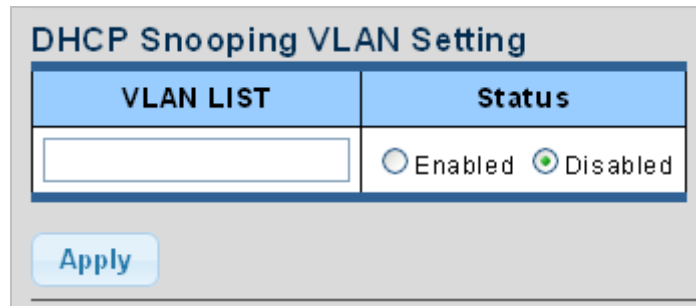 DHCP Snooping VLAN Setting
VLAN LIST Status
Enabled Disabled
Apply